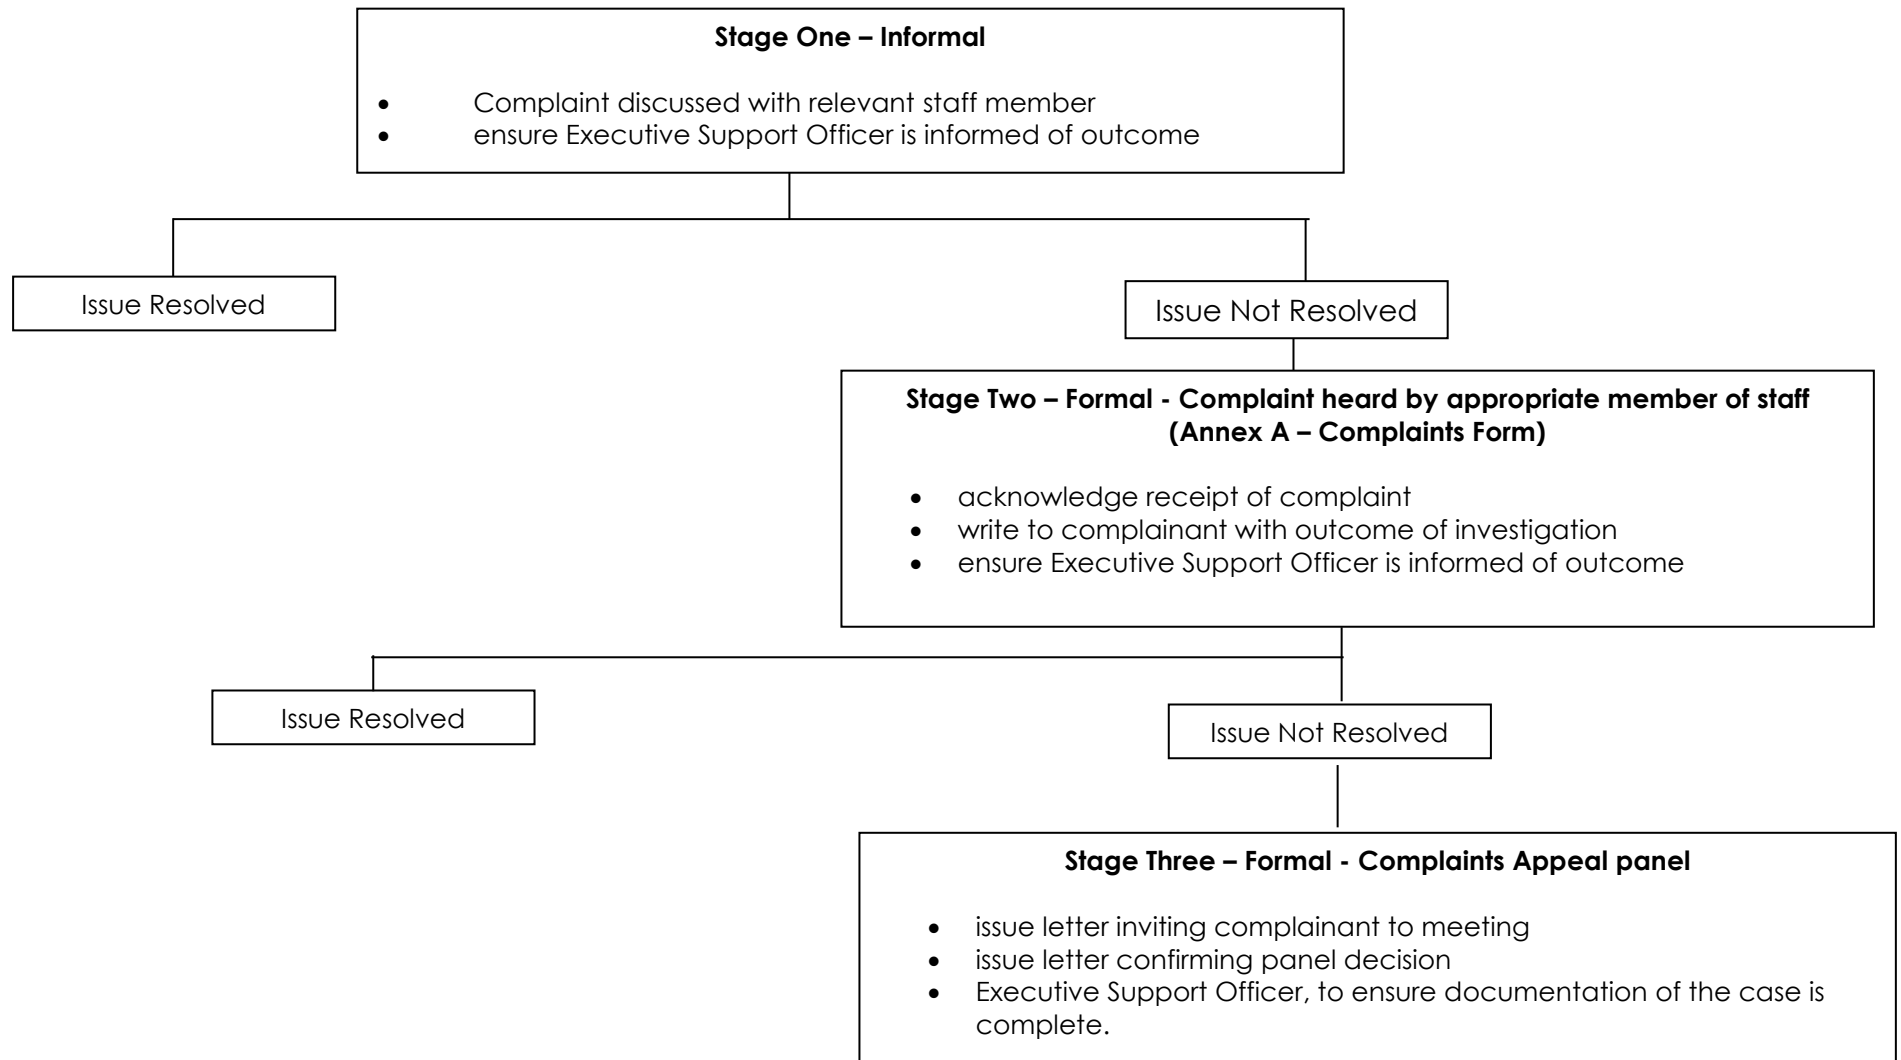 Stage One – Informal
• Complaint discussed with relevant staff member
• ensure Executive Support Officer is informed of outcome
Issue Resolved
Issue Not Resolved
Stage Two – Formal - Complaint heard by appropriate member of staff
(Annex A – Complaints Form)
• acknowledge receipt of complaint
• write to complainant with outcome of investigation
• ensure Executive Support Officer is informed of outcome
Issue Resolved
Issue Not Resolved
Stage Three – Formal - Complaints Appeal panel
• issue letter inviting complainant to meeting
• issue letter confirming panel decision
• Executive Support Officer, to ensure documentation of the case is
complete.